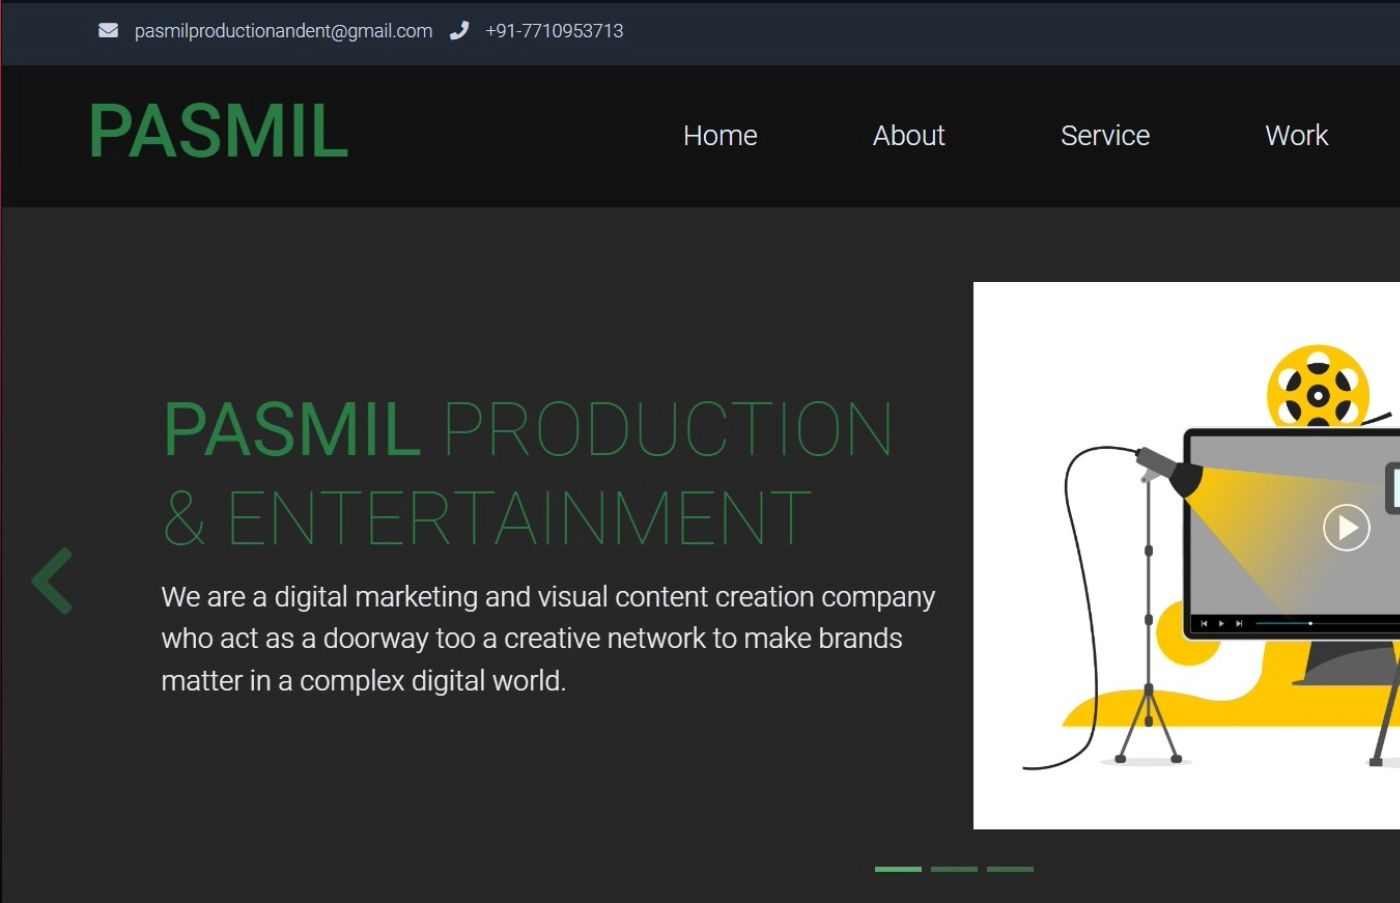 pasmilproductionandent@gmail.com +91-7710953713
PASMIL
Home About Service Work
PASMIL PRODUCTION
& ENTERTAINMENT
We are a digital marketing and visual content creation company
who act as a doorway too a creative network to make brands
matter in a complex digital world.